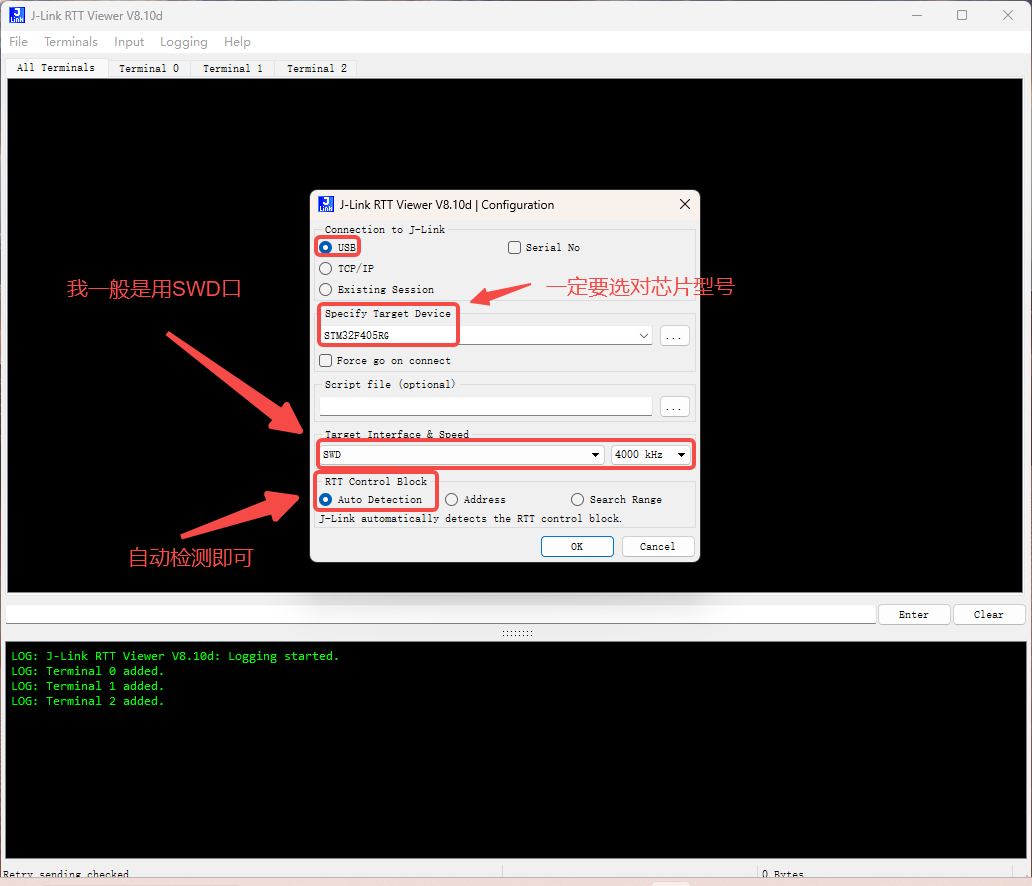 J-Link RTT Viewer V8.10d
File Terminals Input Logging Help
All Terminals Terminal 0 Terminal 1 Terminal 2
J-Link RTT Viewer V8.10d | Configuration
Connection to J-Link
USB Serial No
TCP/IP
Existing Session
我一般是用SWD口
一定要选对芯片型号
Specify Target Device
STM32F405RG ...
Force go on connect
Script file (optional)
...
Target Interface & Speed
SWD 4000 kHz
RTT Control Block
Auto Detection Address Search Range
J-Link automatically detects the RTT control block.
自动检测即可
OK Cancel
Enter Clear
LOG: J-Link RTT Viewer V8.10d: Logging started.
LOG: Terminal 0 added.
LOG: Terminal 1 added.
LOG: Terminal 2 added.
Retry sending checked 0 Bytes